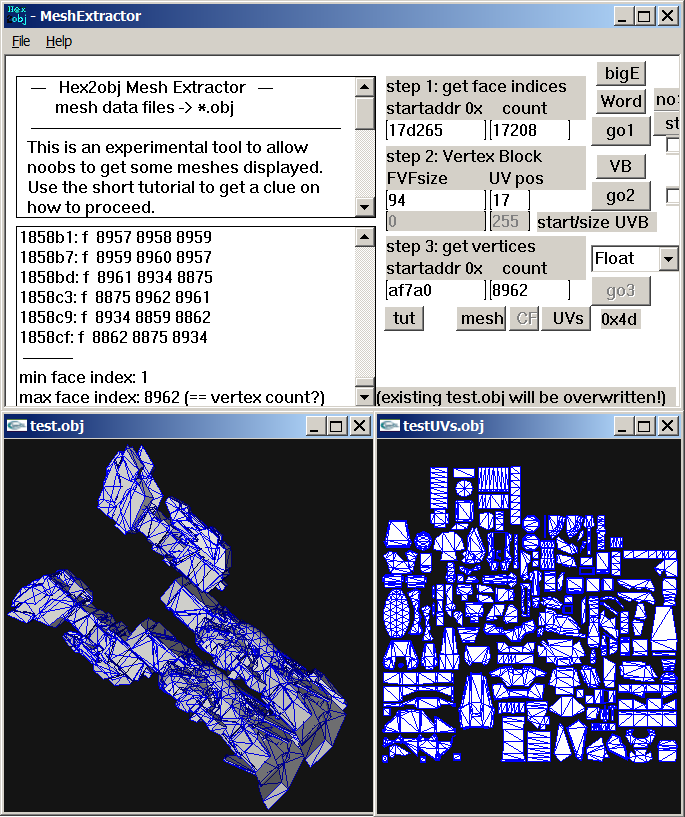 Hex
obj - MeshExtractor
File Help
— Hex2obj Mesh Extractor —
mesh data files -> *.obj
This is an experimental tool to allow
noobs to get some meshes displayed.
Use the short tutorial to get a clue on
how to proceed.
1858b1: f 8957 8958 8959
1858b7: f 8959 8960 8957
1858bd: f 8961 8934 8875
1858c3: f 8875 8962 8961
1858c9: f 8934 8859 8862
1858cf: f 8862 8875 8934
min face index: 1
max face index: 8962 (== vertex count?)
step 1: get face indices
startaddr 0x count
17d265 17208
bigE
Word
go1
no
st
step 2: Vertex Block
FVFsize UV pos
94 17
0 255 start/size UVB
VB
go2
step 3: get vertices
startaddr 0x count
af7a0 8962
Float
go3
tut mesh CF UVs 0x4d
(existing test.obj will be overwritten!)
test.obj
testUVs.obj